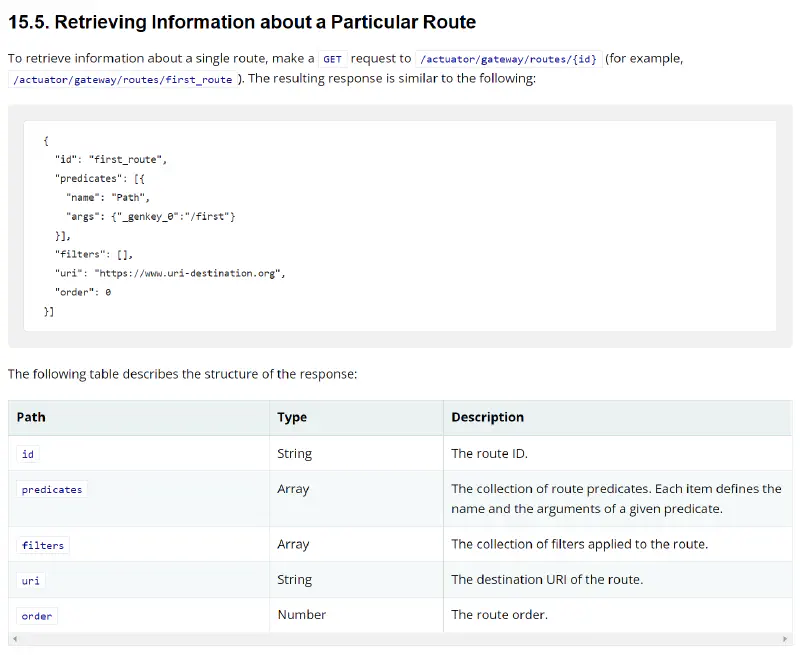 15.5. Retrieving Information about a Particular Route
To retrieve information about a single route, make a GET request to /actuator/gateway/routes/{id} (for example,
/actuator/gateway/routes/first_route ). The resulting response is similar to the following:
{
  "id": "first_route",
  "predicates": [{
    "name": "Path",
    "args": {"_genkey_0":"/first"}
  }],
  "filters": [],
  "uri": "https://www.uri-destination.org",
  "order": 0
}]
The following table describes the structure of the response:
Path Type Description
id String The route ID.
predicates Array The collection of route predicates. Each item defines the
name and the arguments of a given predicate.
filters Array The collection of filters applied to the route.
uri String The destination URI of the route.
order Number The route order.